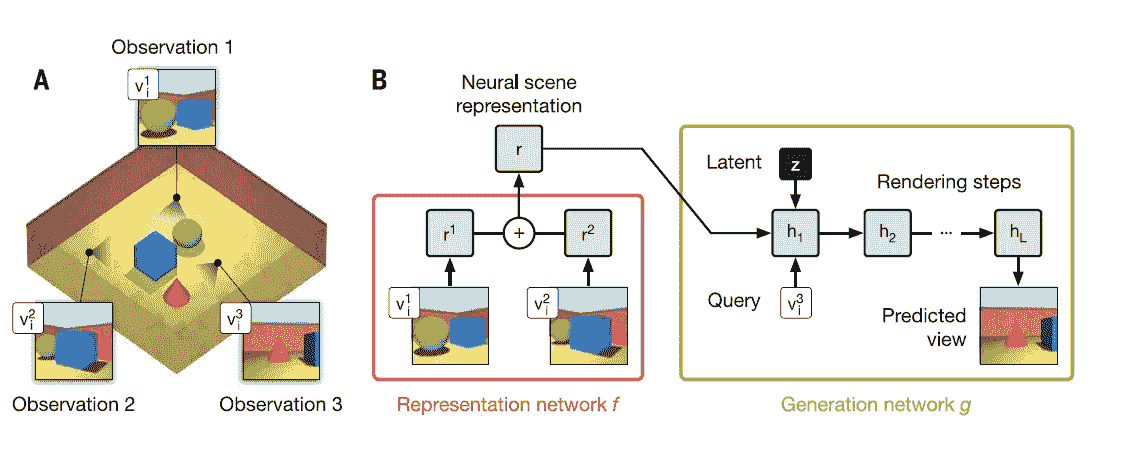 Observation 1
A
v_i^1
v_i^2
v_i^3
Observation 2
Observation 3
B
Neural scene
representation
r
r^1
+
r^2
v_i^1
v_i^2
Representation network f
Latent
z
Rendering steps
h_1
h_2
...
h_L
Query
v_i^3
Predicted
view
Generation network g